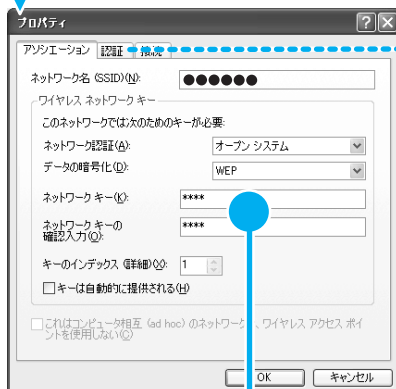 プロパティ
アソシエーション 認証 接続
ネットワーク名 (SSID)(N): ●●●●●●
ワイヤレス ネットワーク キー
このネットワークでは次のためのキーが必要:
ネットワーク認証(A): オープン システム
データの暗号化(D): WEP
ネットワーク キー(K): ****
ネットワーク キーの
確認入力(O): ****
キーのインデックス (詳細)(X): 1
キーは自動的に提供される(H)
これはコンピュータ相互 (ad hoc) のネットワーク 、ワイヤレス アクセス ポイ
ントを使用しない(C)
OK キャンセル